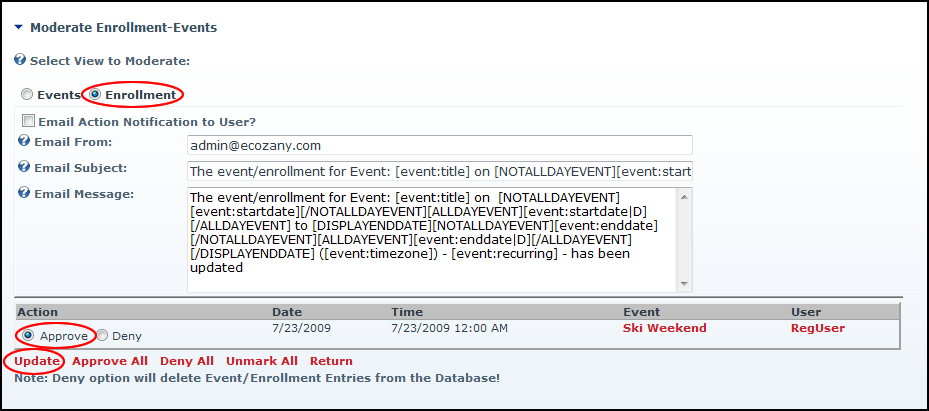 Moderate Enrollment-Events
Select View to Moderate:
Events Enrollment
Email Action Notification to User?
Email From: admin@ecozany.com
Email Subject: The event/enrollment for Event: [event:title] on [NOTALLDAYEVENT][event:start
Email Message: The event/enrollment for Event: [event:title] on [NOTALLDAYEVENT]
[event:startdate][/NOTALLDAYEVENT][ALLDAYEVENT][event:startdate|D]
[/ALLDAYEVENT] to [DISPLAYENDDATE][NOTALLDAYEVENT][event:enddate]
[/NOTALLDAYEVENT][ALLDAYEVENT][event:enddate|D][/ALLDAYEVENT]
[/DISPLAYENDDATE] ([event:timezone]) - [event:recurring] - has been
updated
Action Date Time Event User
Approve Deny 7/23/2009 7/23/2009 12:00 AM Ski Weekend RegUser
Update Approve All Deny All Unmark All Return
Note: Deny option will delete Event/Enrollment Entries from the Database!